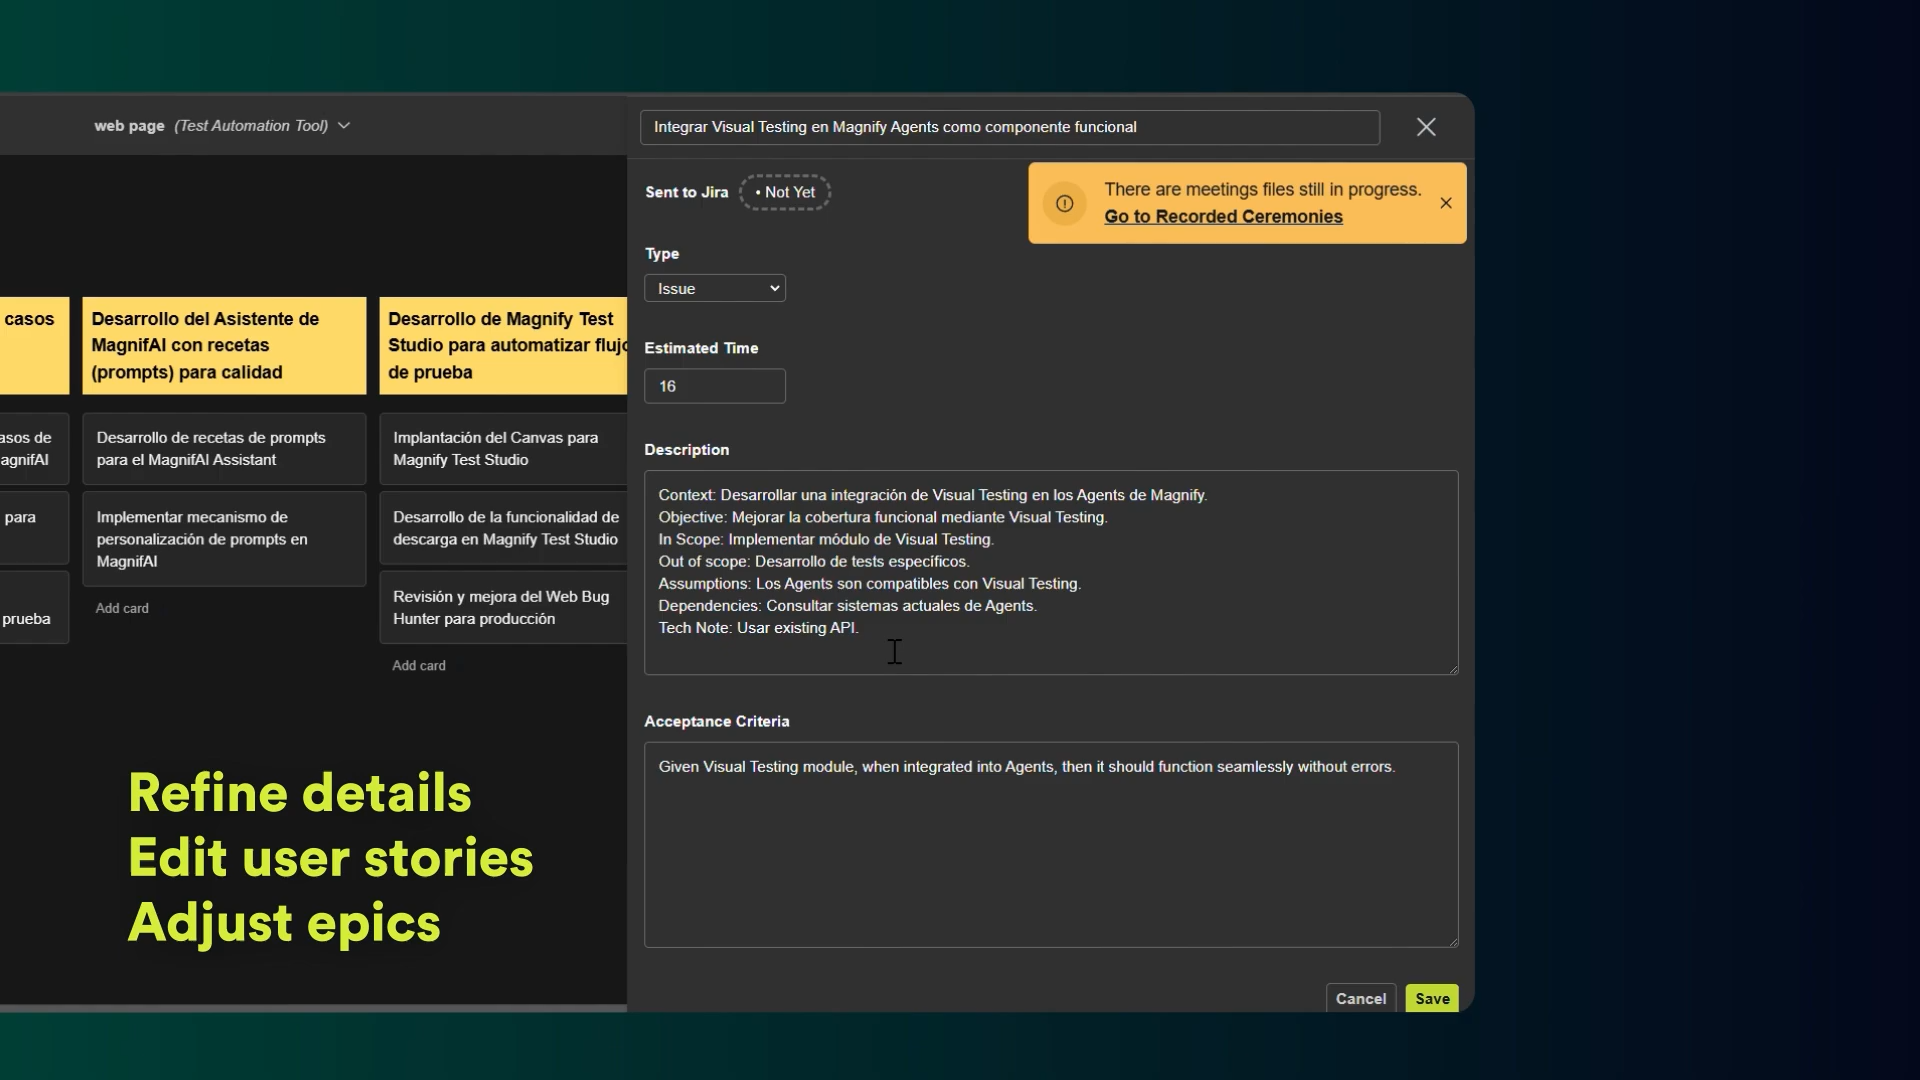 web page (Test Automation Tool)
Integrar Visual Testing en Magnify Agents como componente funcional
Sent to Jira • Not Yet
There are meetings files still in progress.
Go to Recorded Ceremonies
Type
Issue
Estimated Time
16
casos
Desarrollo del Asistente de
MagnifAI con recetas
(prompts) para calidad
Desarrollo de Magnify Test
Studio para automatizar flujo
de prueba
asos de
agnifAI
para
prueba
Desarrollo de recetas de prompts
para el MagnifAI Assistant
Implementar mecanismo de
personalización de prompts en
MagnifAI
Add card
Implantación del Canvas para
Magnify Test Studio
Desarrollo de la funcionalidad de
descarga en Magnify Test Studio
Revisión y mejora del Web Bug
Hunter para producción
Add card
Description
Context: Desarrollar una integración de Visual Testing en los Agents de Magnify.
Objective: Mejorar la cobertura funcional mediante Visual Testing.
In Scope: Implementar módulo de Visual Testing.
Out of scope: Desarrollo de tests específicos.
Assumptions: Los Agents son compatibles con Visual Testing.
Dependencies: Consultar sistemas actuales de Agents.
Tech Note: Usar existing API.
Acceptance Criteria
Given Visual Testing module, when integrated into Agents, then it should function seamlessly without errors.
Refine details
Edit user stories
Adjust epics
Cancel
Save